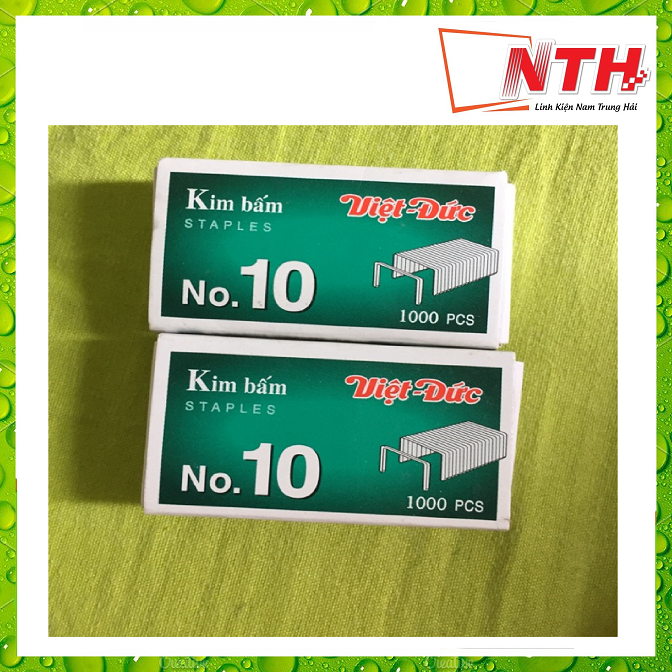 NTH
Linh Kiện Nam Trung Hải
Kim bấm
Việt-Đức
STAPLES
No.10
1000 PCS
Kim bấm
Việt-Đức
STAPLES
No.10
1000 PCS